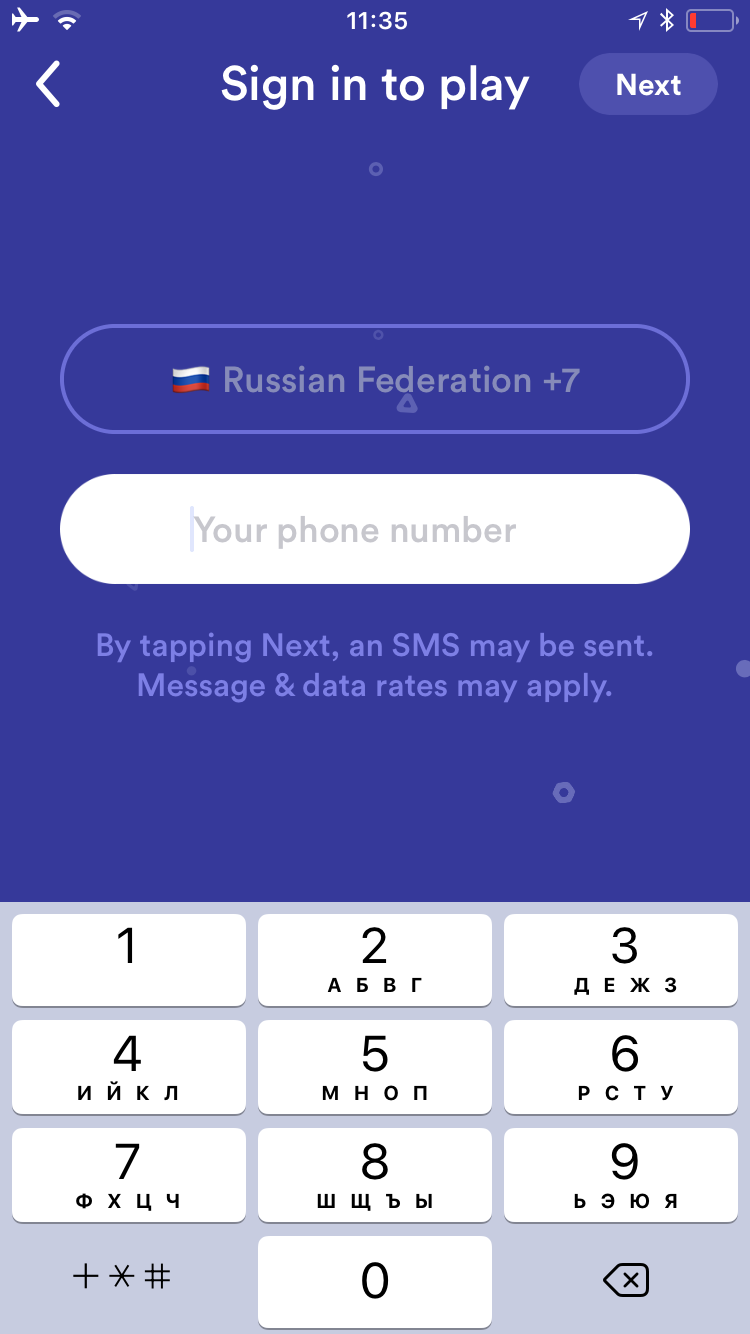 11:35
Sign in to play
Next
🇷🇺 Russian Federation +7
Your phone number
By tapping Next, an SMS may be sent.
Message & data rates may apply.
1
2
3
А Б В Г
Д Е Ж З
4
5
6
И Й К Л
М Н О П
Р С Т У
7
8
9
Ф Х Ц Ч
Ш Щ Ъ Ы
Ь Э Ю Я
+ * #
0